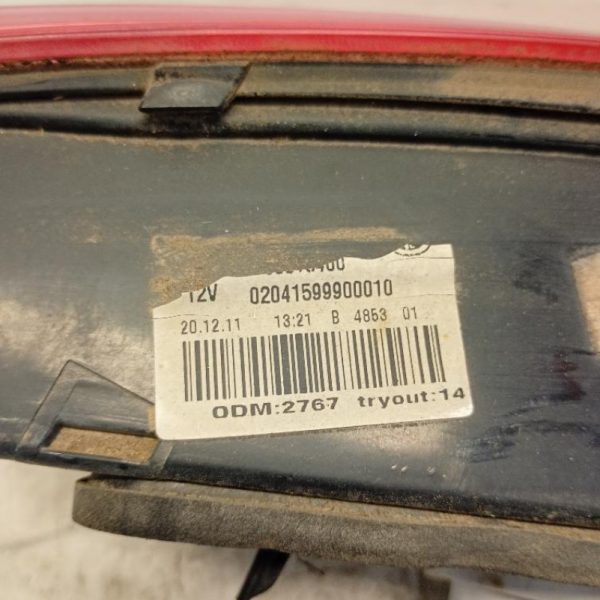 12V 02041599900010
20.12.11 13:21 B 4853 01
ODM:2767 tryout:14